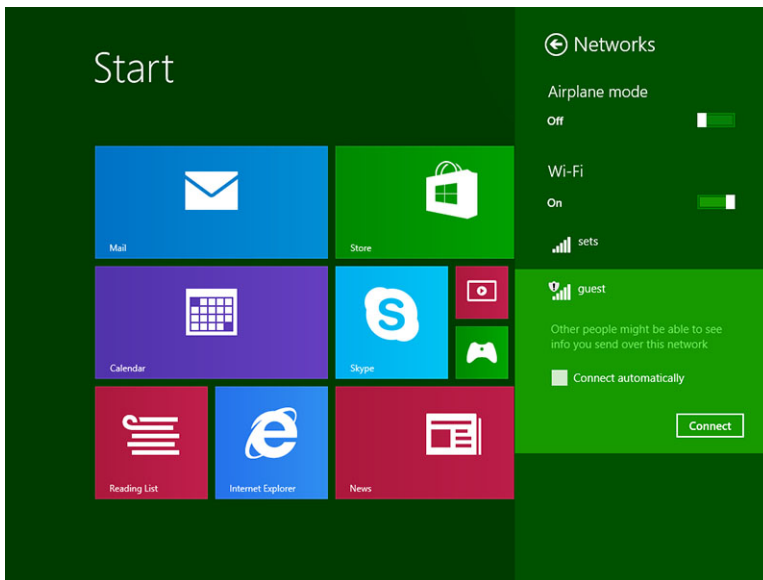 Start
Mail
Store
Calendar
Skype
Reading List
Internet Explorer
News
Networks
Airplane mode
Off
Wi-Fi
On
sets
guest
Other people might be able to see
info you send over this network
Connect automatically
Connect